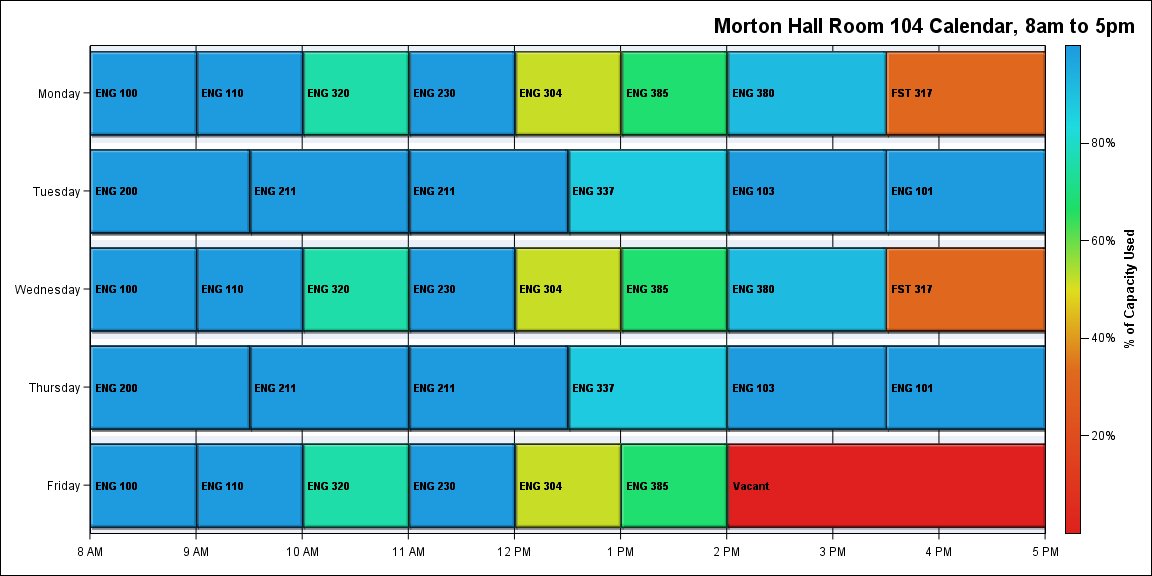 Morton Hall Room 104 Calendar, 8am to 5pm
Monday
ENG 100
ENG 110
ENG 320
ENG 230
ENG 304
ENG 385
ENG 380
FST 317
Tuesday
ENG 200
ENG 211
ENG 211
ENG 337
ENG 103
ENG 101
Wednesday
ENG 100
ENG 110
ENG 320
ENG 230
ENG 304
ENG 385
ENG 380
FST 317
Thursday
ENG 200
ENG 211
ENG 211
ENG 337
ENG 103
ENG 101
Friday
ENG 100
ENG 110
ENG 320
ENG 230
ENG 304
ENG 385
Vacant
8 AM
9 AM
10 AM
11 AM
12 PM
1 PM
2 PM
3 PM
4 PM
5 PM
80%
60%
40%
20%
% of Capacity Used